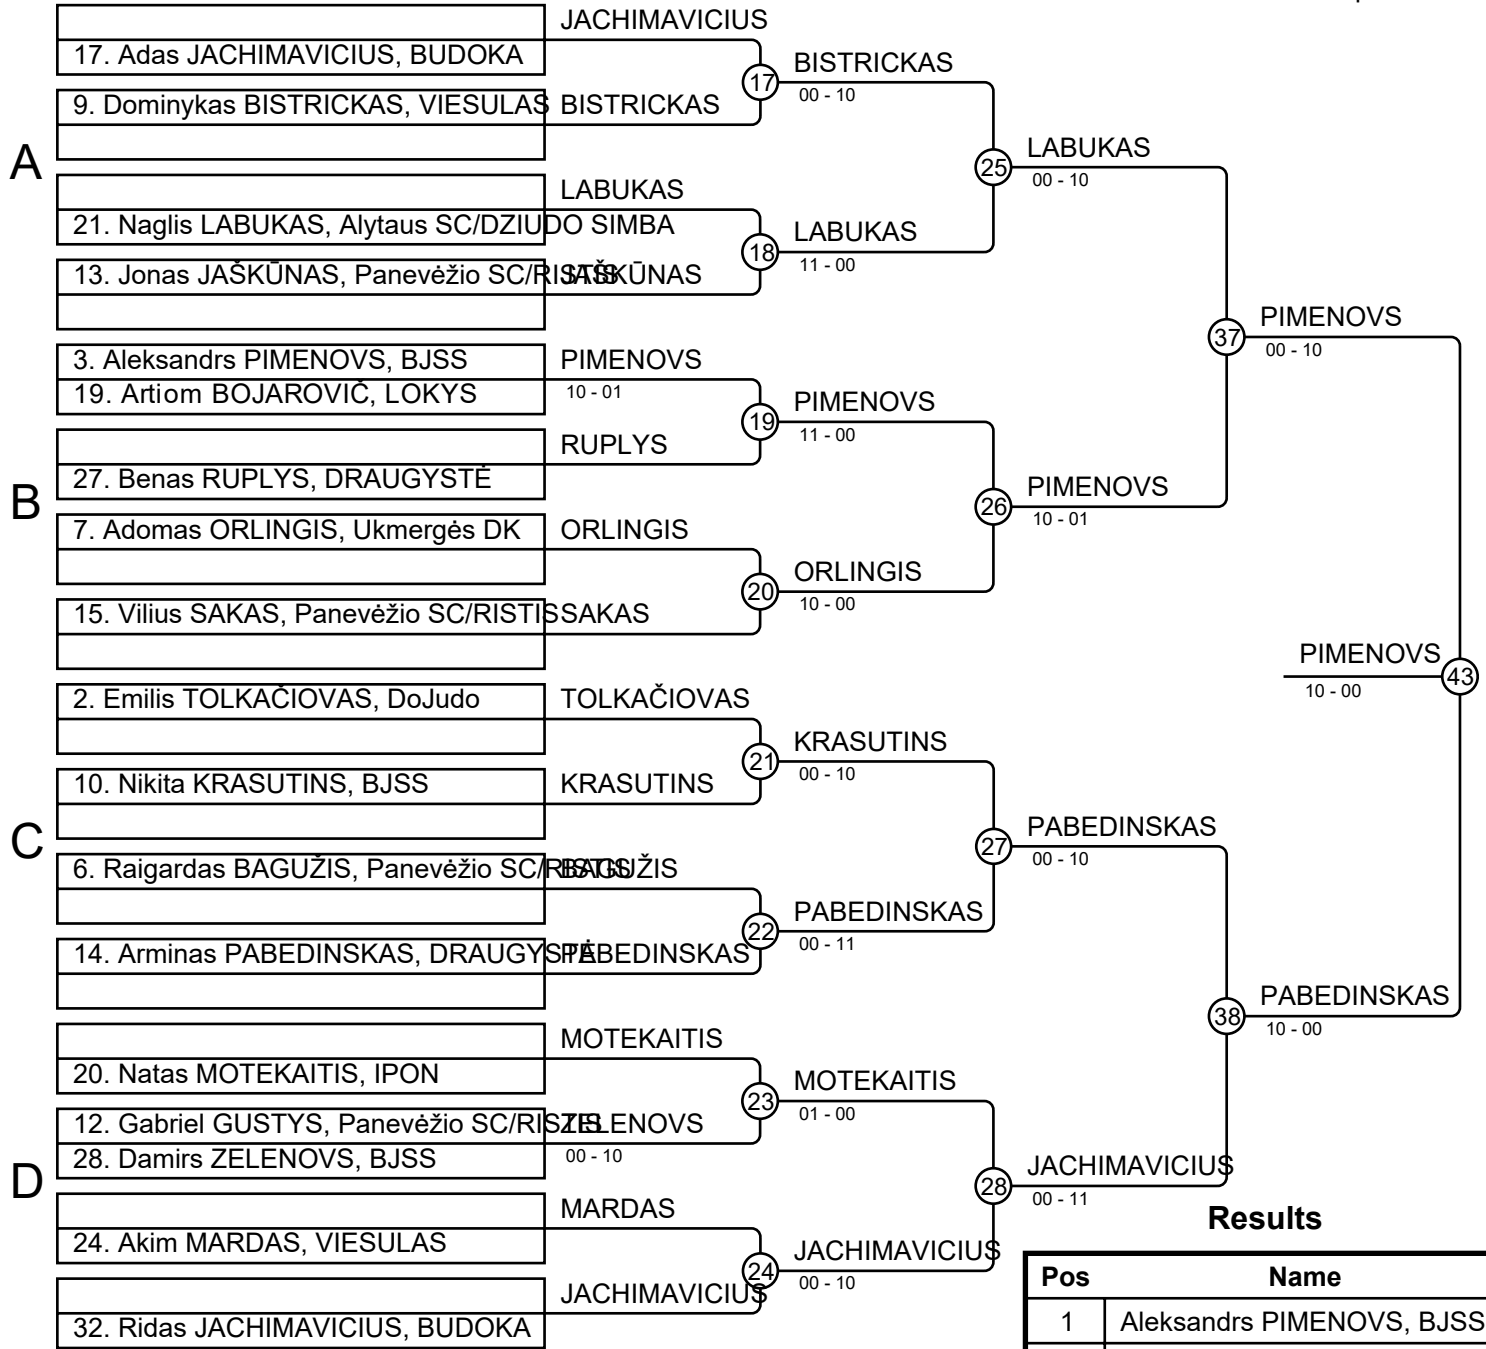 JACHIMAVICIUS
17. Adas JACHIMAVICIUS, BUDOKA
17
BISTRICKAS
00 - 10
9. Dominykas BISTRICKAS, VIESULAS
BISTRICKAS
A
25
LABUKAS
00 - 10
LABUKAS
21. Naglis LABUKAS, Alytaus SC/DZIUDO SIMBA
18
LABUKAS
11 - 00
13. Jonas JAŠKŪNAS, Panevėžio SC/RISTIS
JAŠKŪNAS
37
PIMENOVS
00 - 10
3. Aleksandrs PIMENOVS, BJSS
PIMENOVS
19. Artiom BOJAROVIČ, LOKYS
10 - 01
19
PIMENOVS
11 - 00
RUPLYS
27. Benas RUPLYS, DRAUGYSTĖ
B
26
PIMENOVS
10 - 01
7. Adomas ORLINGIS, Ukmergės DK
ORLINGIS
20
ORLINGIS
10 - 00
15. Vilius SAKAS, Panevėžio SC/RISTIS
SAKAS
PIMENOVS
43
10 - 00
2. Emilis TOLKAČIOVAS, DoJudo
TOLKAČIOVAS
21
KRASUTINS
00 - 10
10. Nikita KRASUTINS, BJSS
KRASUTINS
C
27
PABEDINSKAS
00 - 10
6. Raigardas BAGUŽIS, Panevėžio SC/RISTIS
BAGUŽIS
22
PABEDINSKAS
00 - 11
14. Arminas PABEDINSKAS, DRAUGYSTĖ
PABEDINSKAS
38
PABEDINSKAS
10 - 00
MOTEKAITIS
20. Natas MOTEKAITIS, IPON
23
MOTEKAITIS
01 - 00
12. Gabriel GUSTYS, Panevėžio SC/RISTIS
ZELENOVS
28. Damirs ZELENOVS, BJSS
00 - 10
D
28
JACHIMAVICIUS
00 - 11
MARDAS
24. Akim MARDAS, VIESULAS
24
JACHIMAVICIUS
00 - 10
JACHIMAVICIUS
32. Ridas JACHIMAVICIUS, BUDOKA
Results
Pos Name
1 Aleksandrs PIMENOVS, BJSS